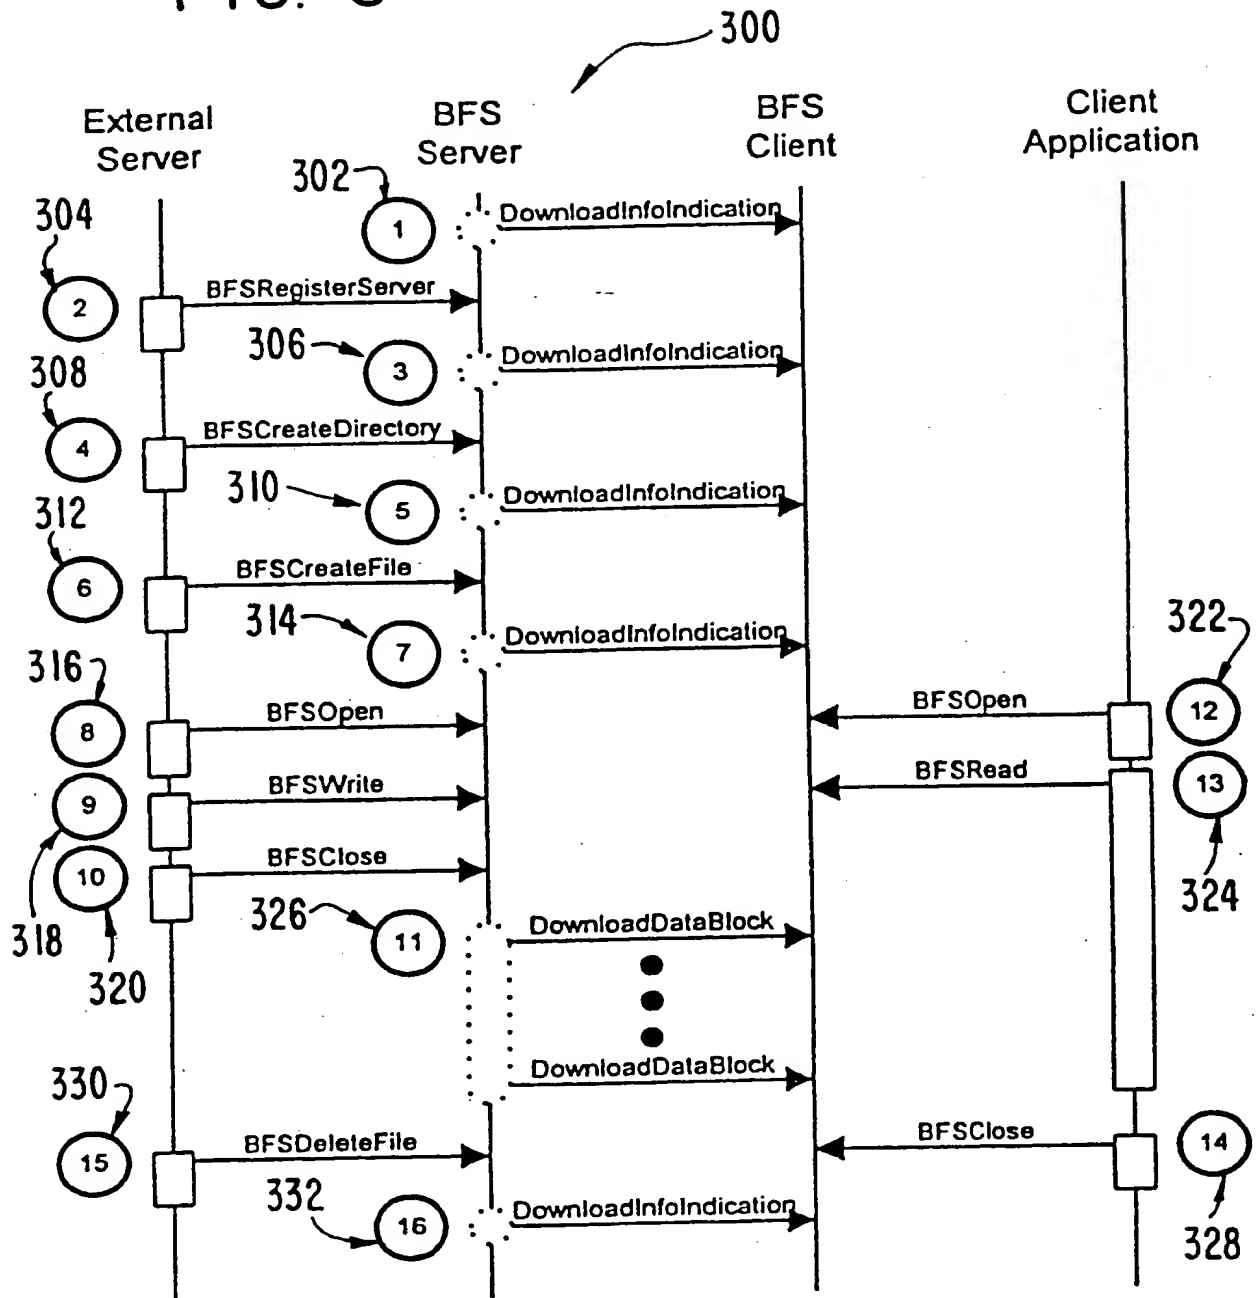 300
External
Server
BFS
Server
BFS
Client
Client
Application
302
1
DownloadInfoIndication
304
2
BFSRegisterServer
306
3
DownloadInfoIndication
308
4
BFSCreateDirectory
310
5
DownloadInfoIndication
312
6
BFSCreateFile
314
7
DownloadInfoIndication
322
316
8
BFSOpen
BFSOpen
12
9
BFSWrite
BFSRead
13
318
10
BFSClose
324
320
326
11
DownloadDataBlock
DownloadDataBlock
330
15
BFSDeleteFile
BFSClose
14
332
16
DownloadInfoIndication
328